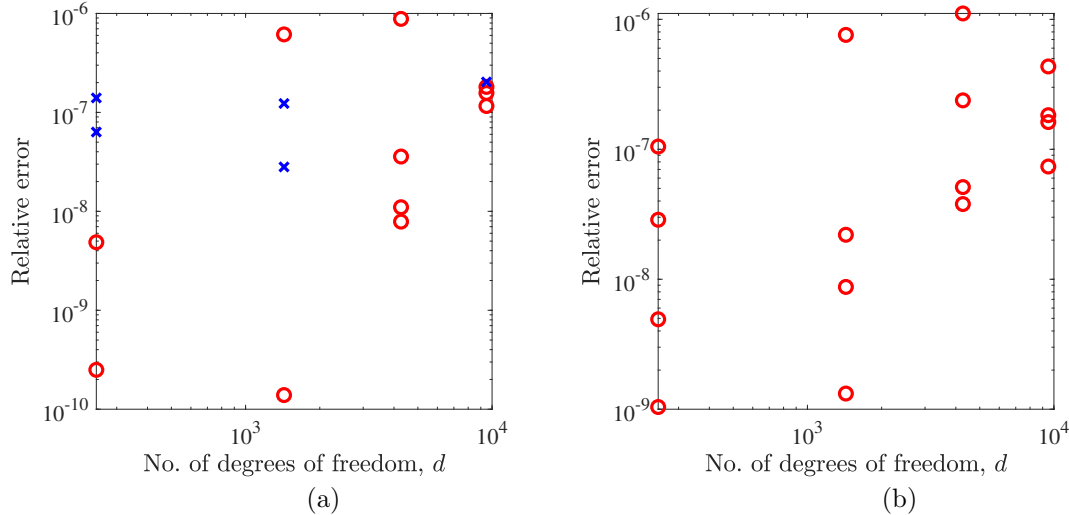 Relative error
10^-6
10^-7
10^-8
10^-9
10^-10
10^3
10^4
No. of degrees of freedom, d
(a)
Relative error
10^-6
10^-7
10^-8
10^-9
10^3
10^4
No. of degrees of freedom, d
(b)